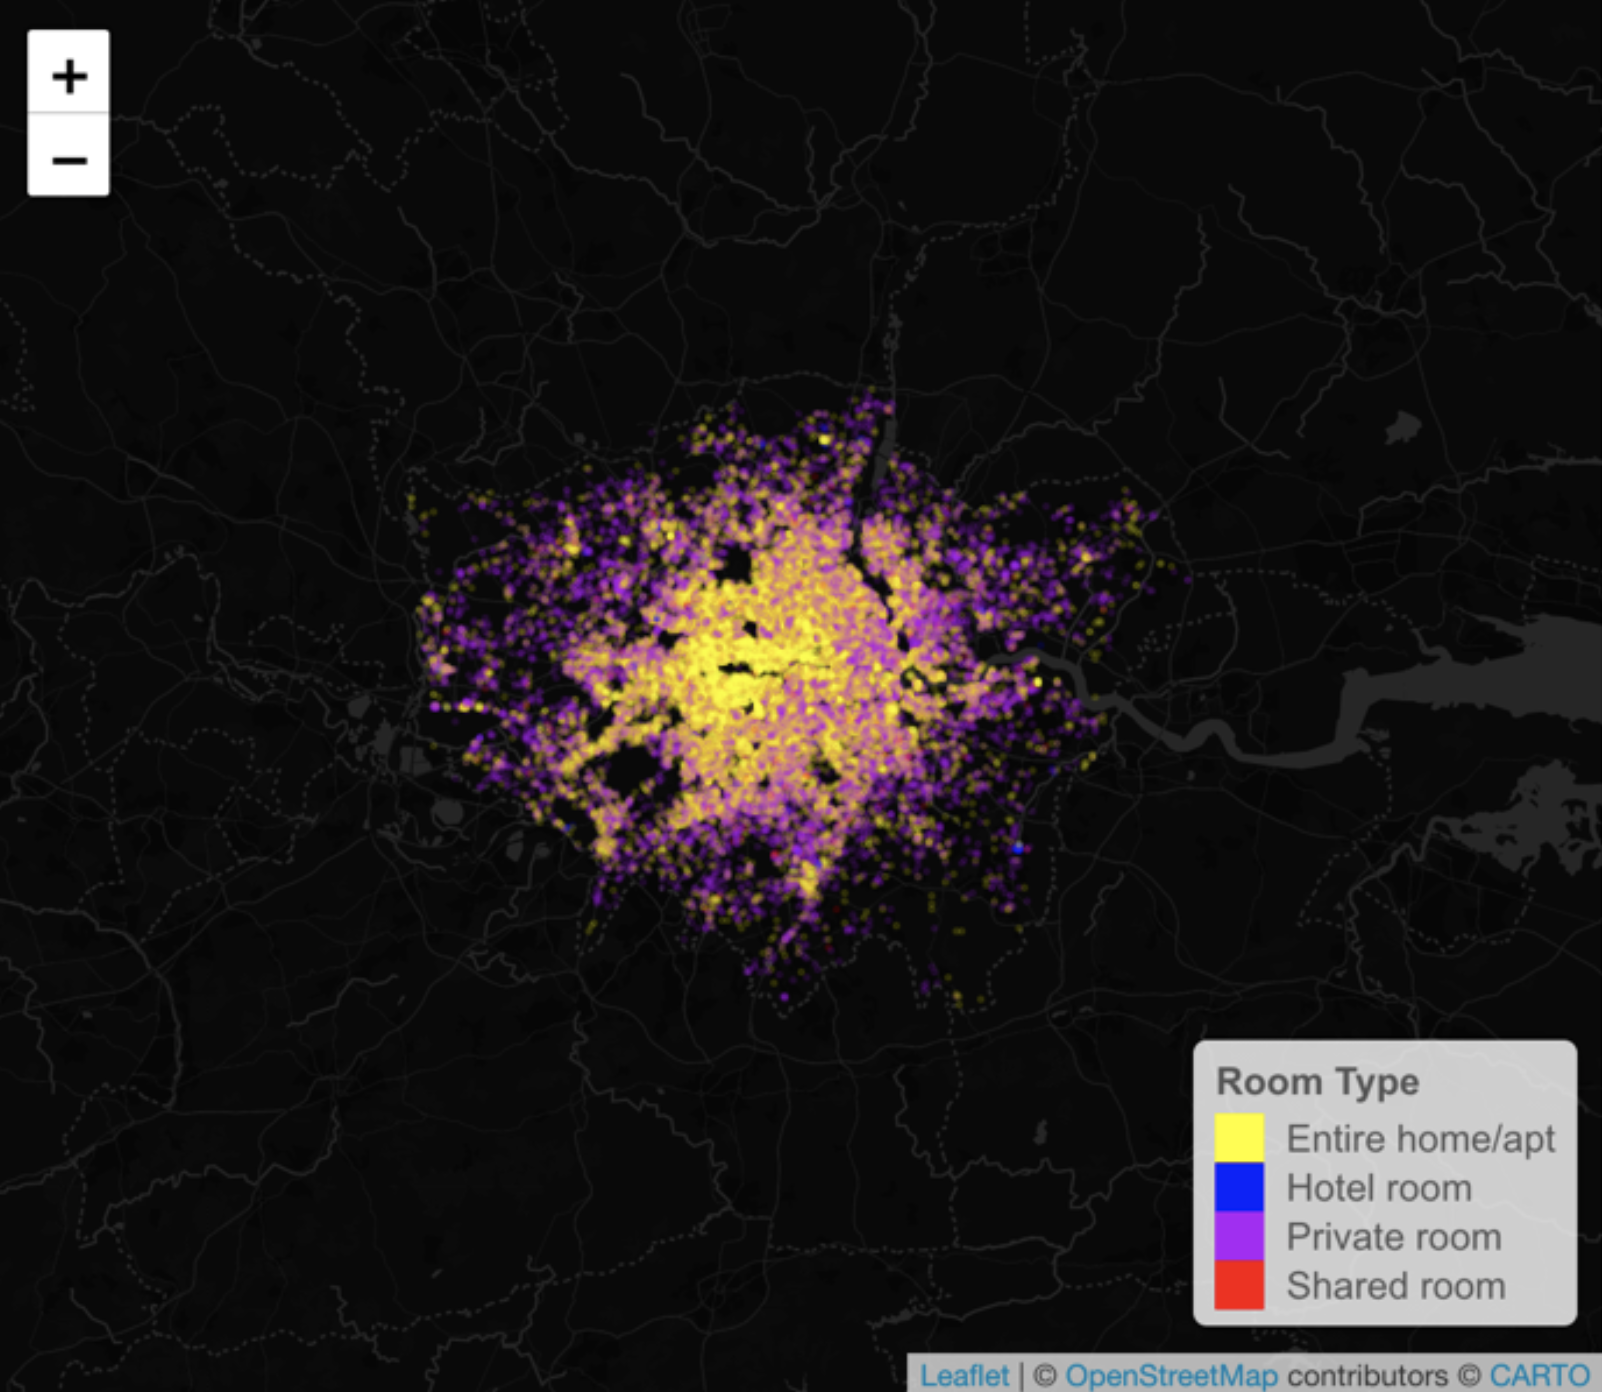 +
−
Room Type
Entire home/apt
Hotel room
Private room
Shared room
Leaflet | © OpenStreetMap contributors © CARTO